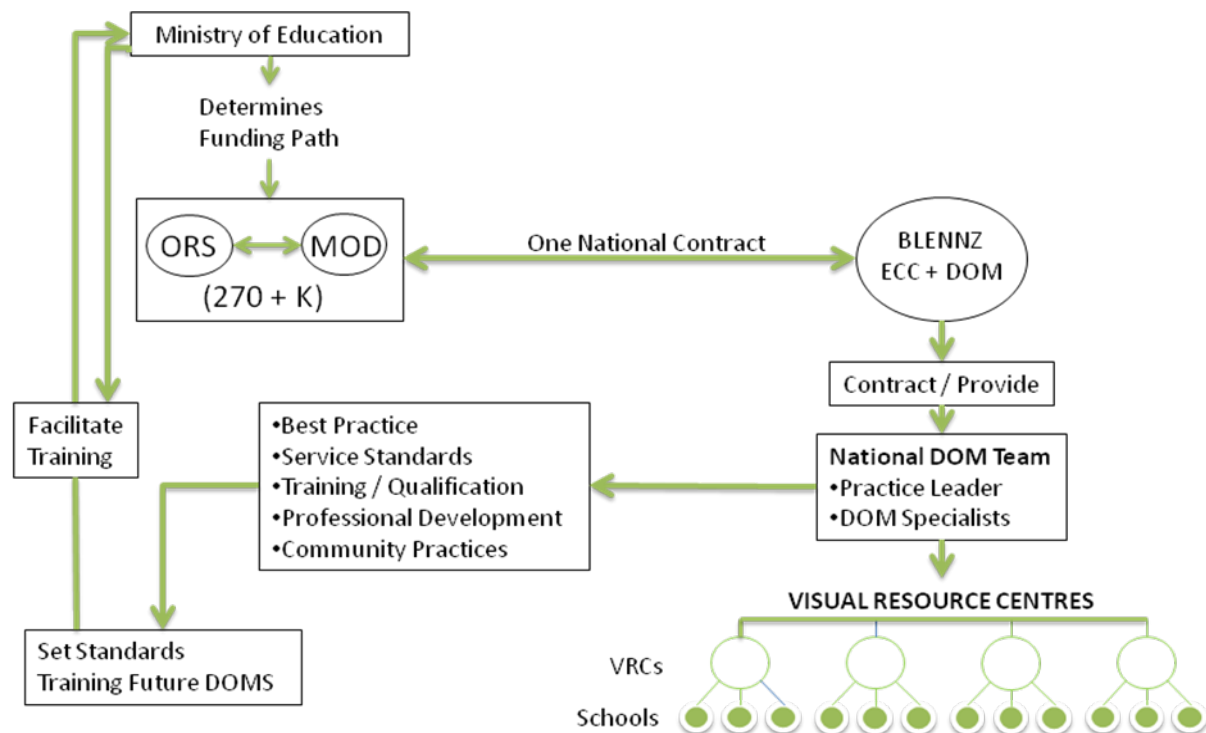 Ministry of Education
Determines
Funding Path
ORS
MOD
(270 + K)
One National Contract
BLENNZ
ECC + DOM
Contract / Provide
Facilitate
Training
•Best Practice
•Service Standards
•Training / Qualification
•Professional Development
•Community Practices
National DOM Team
•Practice Leader
•DOM Specialists
Set Standards
Training Future DOMS
VISUAL RESOURCE CENTRES
VRCs
Schools